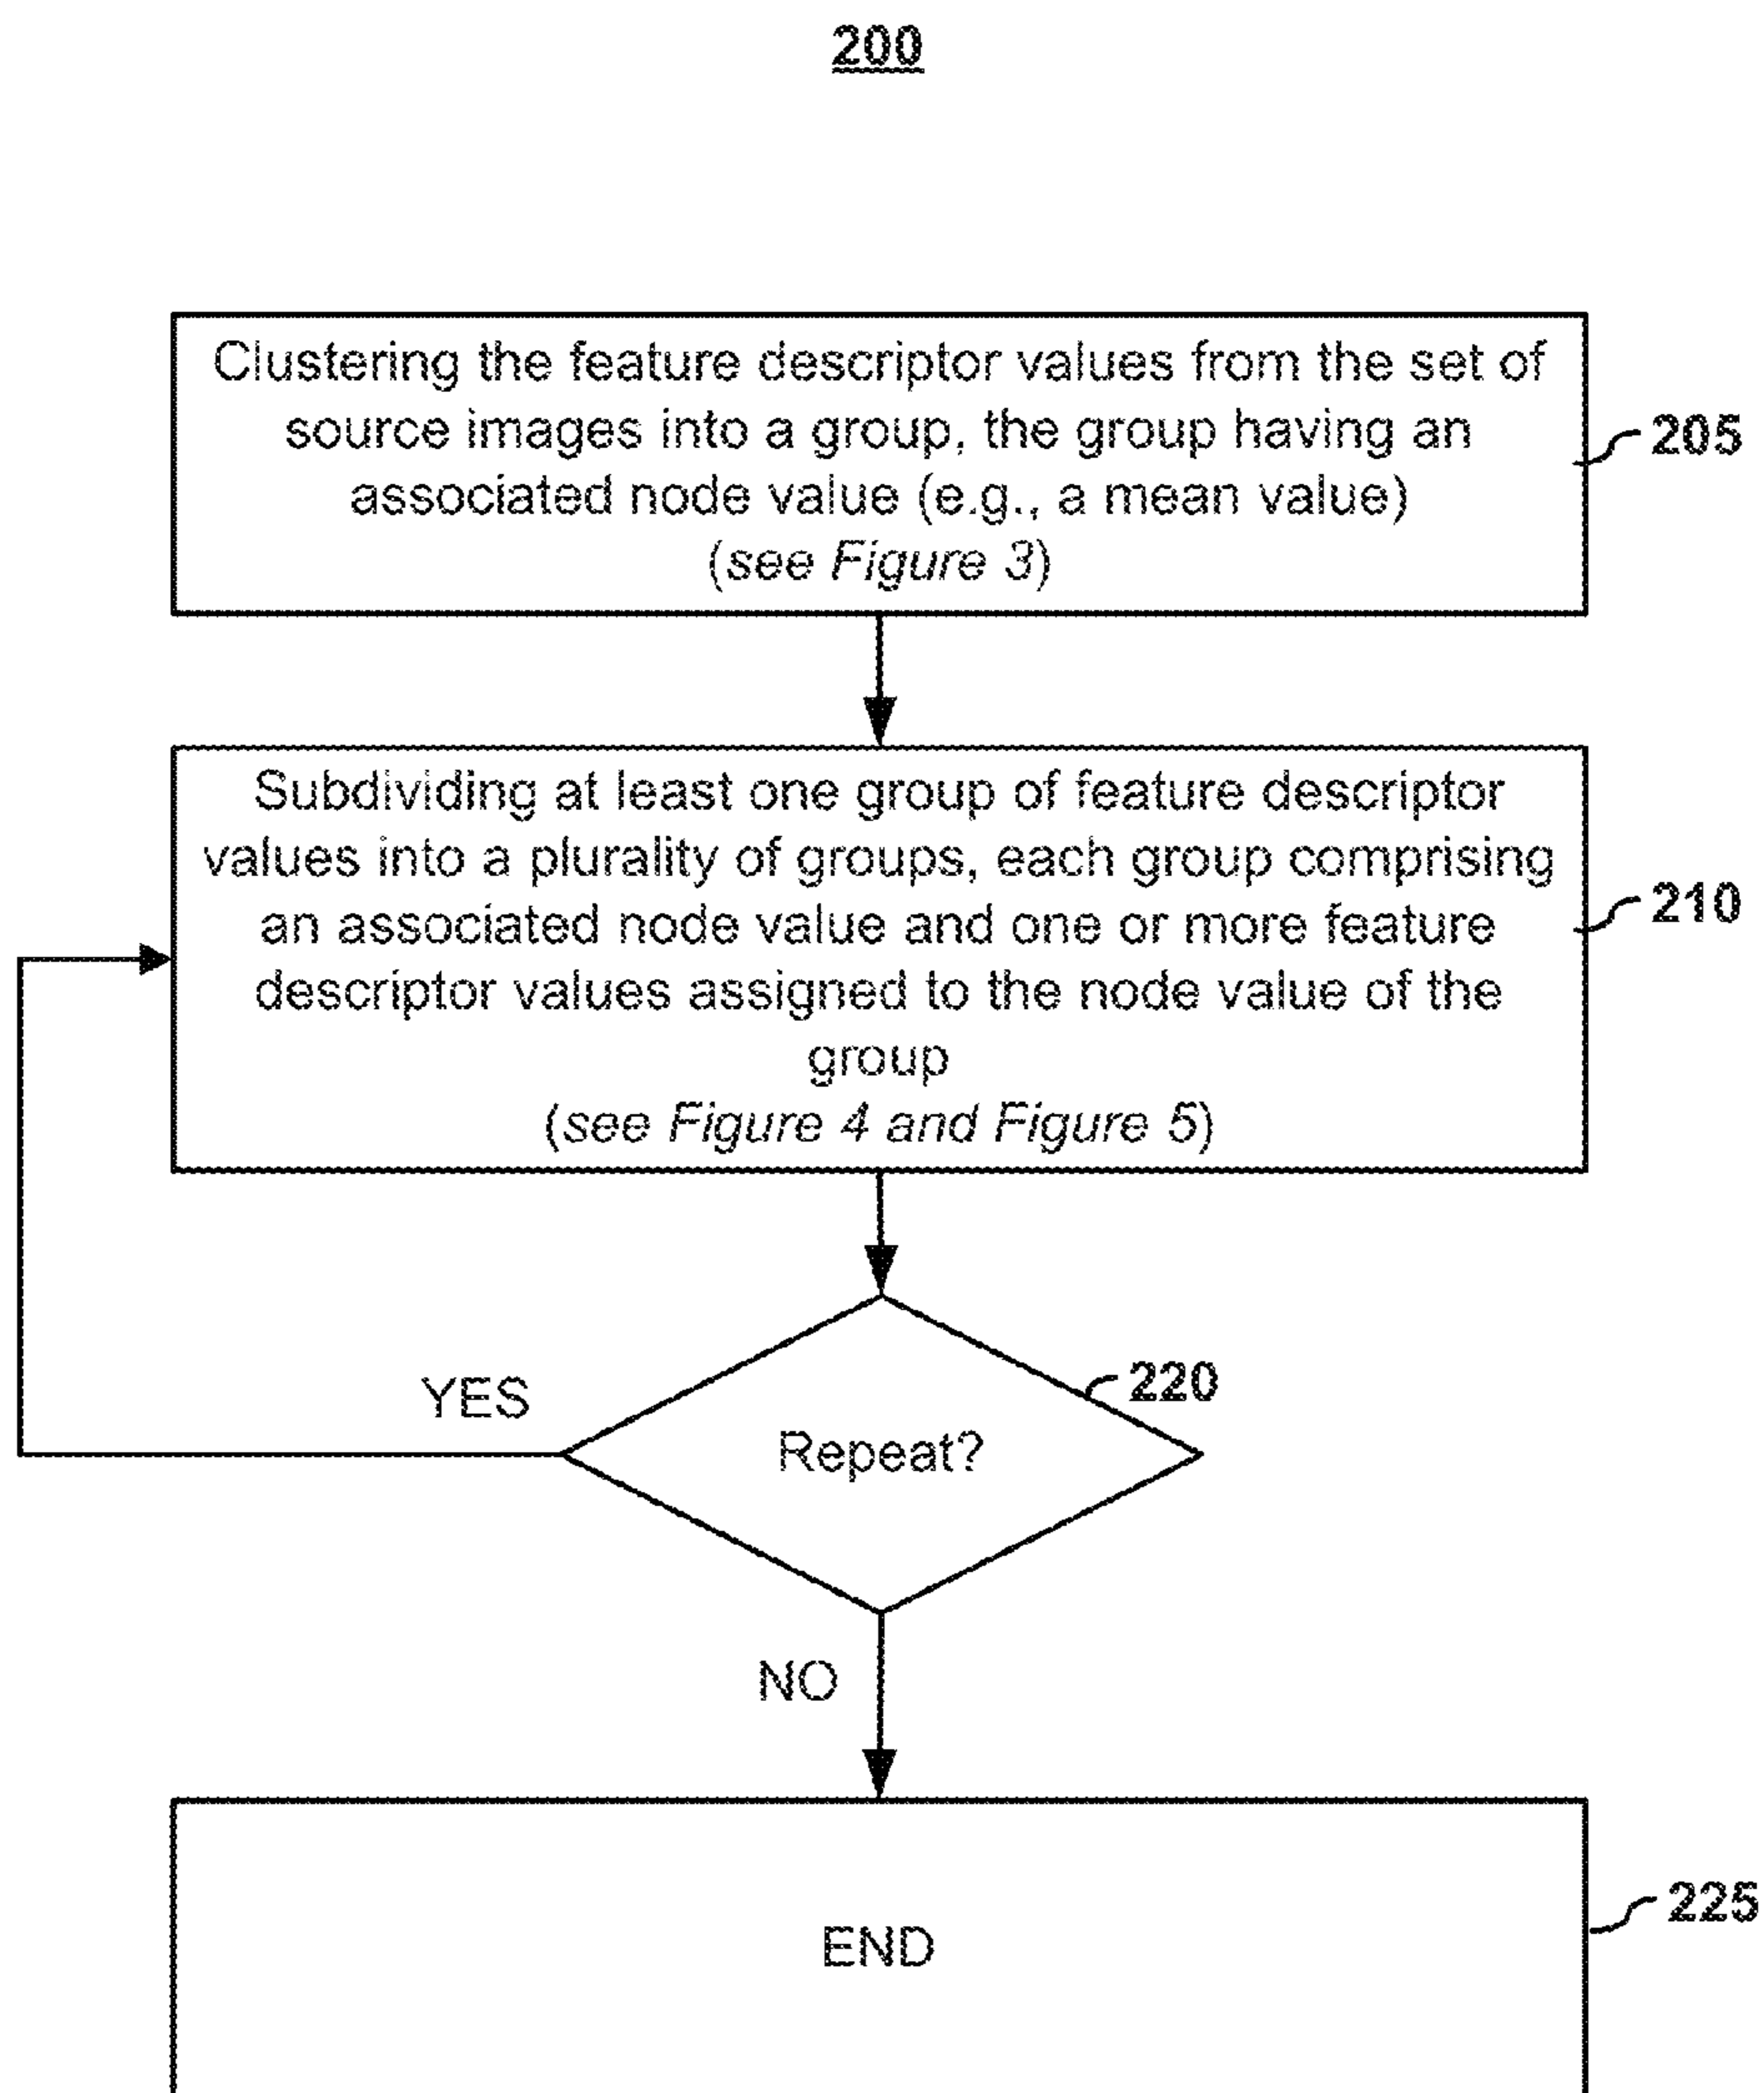 200
Clustering the feature descriptor values from the set of
source images into a group, the group having an
associated node value (e.g., a mean value)
(see Figure 3)
205
Subdividing at least one group of feature descriptor
values into a plurality of groups, each group comprising
an associated node value and one or more feature
descriptor values assigned to the node value of the
group
(see Figure 4 and Figure 5)
210
YES
220
Repeat?
NO
END
225